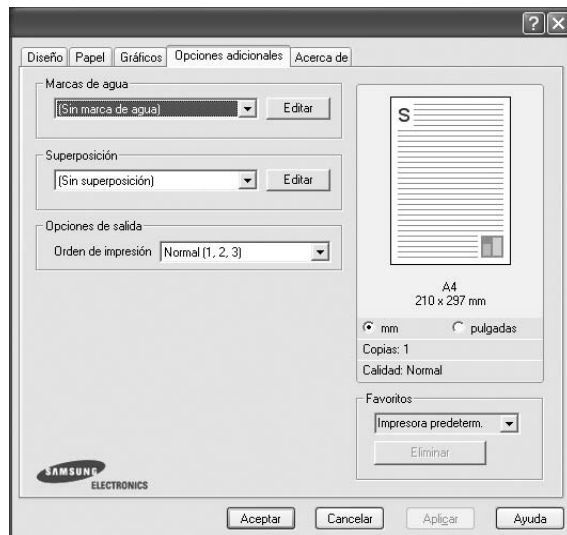 Diseño Papel Gráficos Opciones adicionales Acerca de
Marcas de agua
(Sin marca de agua) Editar
Superposición
(Sin superposición) Editar
Opciones de salida
Orden de impresión Normal (1, 2, 3)
S
A4
210 x 297 mm
mm pulgadas
Copias: 1
Calidad: Normal
Favoritos
Impresora predeterm.
Eliminar
SAMSUNG
ELECTRONICS
Aceptar Cancelar Aplicar Ayuda